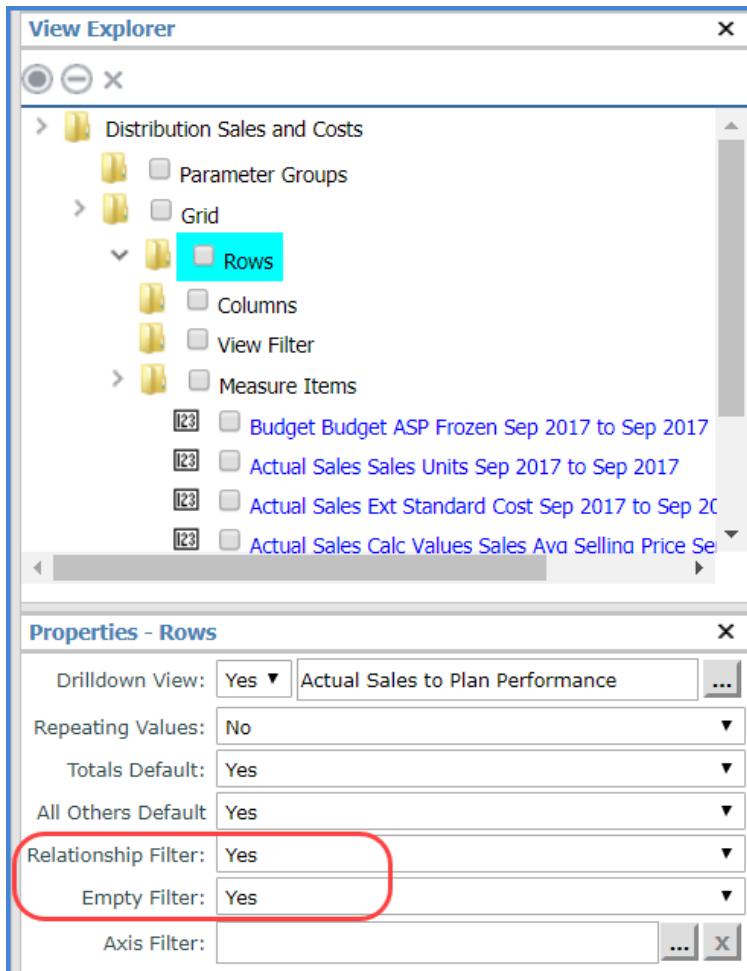 View Explorer
Distribution Sales and Costs
Parameter Groups
Grid
Rows
Columns
View Filter
Measure Items
123 Budget Budget ASP Frozen Sep 2017 to Sep 2017
123 Actual Sales Sales Units Sep 2017 to Sep 2017
123 Actual Sales Ext Standard Cost Sep 2017 to Sep 20
123 Actual Sales Calc Values Sales Avg Selling Price Se
Properties - Rows
Drilldown View: Yes Actual Sales to Plan Performance ...
Repeating Values: No
Totals Default: Yes
All Others Default Yes
Relationship Filter: Yes
Empty Filter: Yes
Axis Filter: ... X